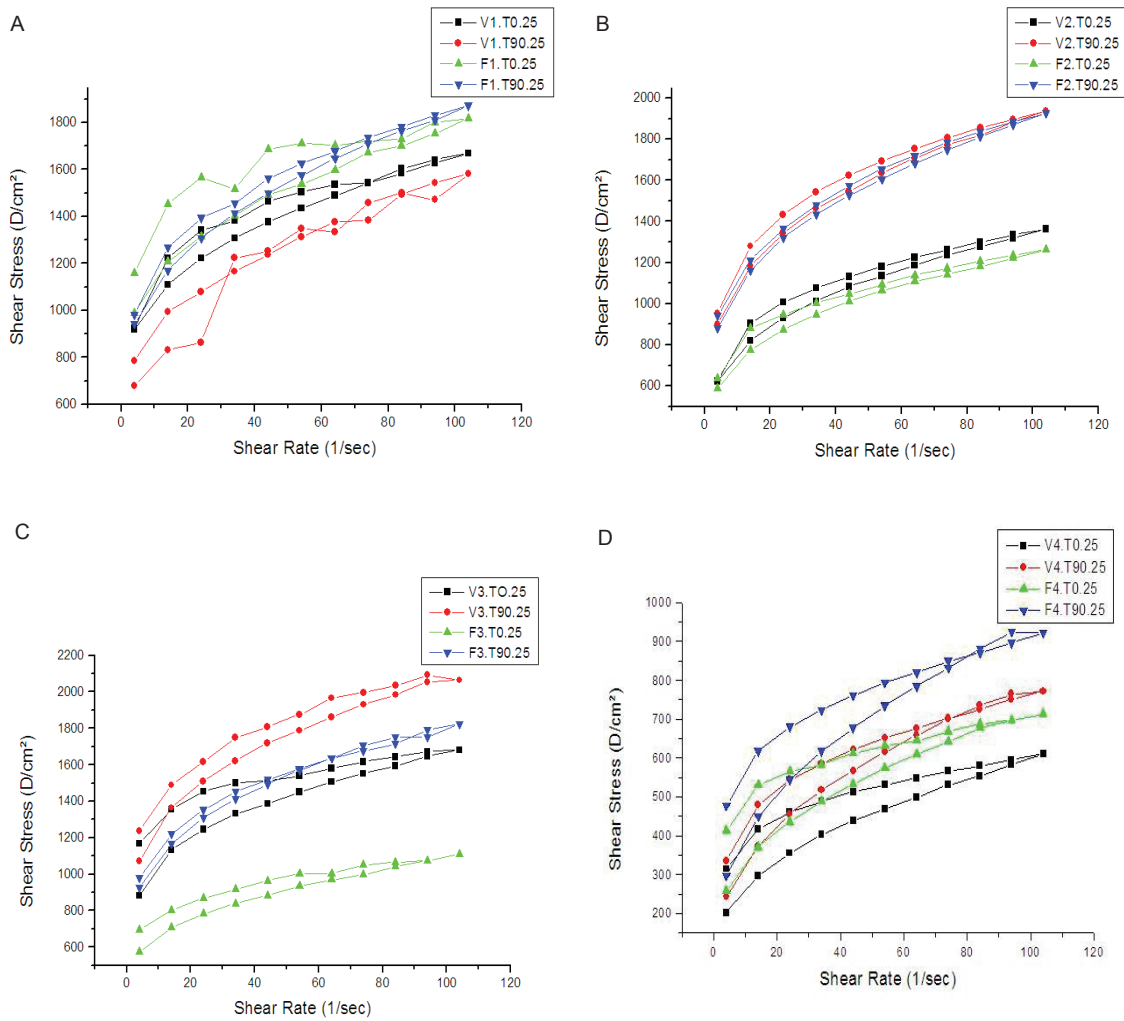 A
V1.T0.25
V1.T90.25
F1.T0.25
F1.T90.25
1800
1600
1400
1200
1000
800
600
Shear Stress (D/cm²)
0 20 40 60 80 100 120
Shear Rate (1/sec)
B
V2.T0.25
V2.T90.25
F2.T0.25
F2.T90.25
2000
1800
1600
1400
1200
1000
800
600
Shear Stress (D/cm²)
0 20 40 60 80 100 120
Shear Rate (1/sec)
C
V3.TO.25
V3.T90.25
F3.T0.25
F3.T90.25
2200
2000
1800
1600
1400
1200
1000
800
600
Shear Stress (D/cm²)
0 20 40 60 80 100 120
Shear Rate (1/sec)
D
V4.T0.25
V4.T90.25
F4.T0.25
F4.T90.25
1000
900
800
700
600
500
400
300
200
Shear Stress (D/cm²)
0 20 40 60 80 100 120
Shear Rate (1/sec)